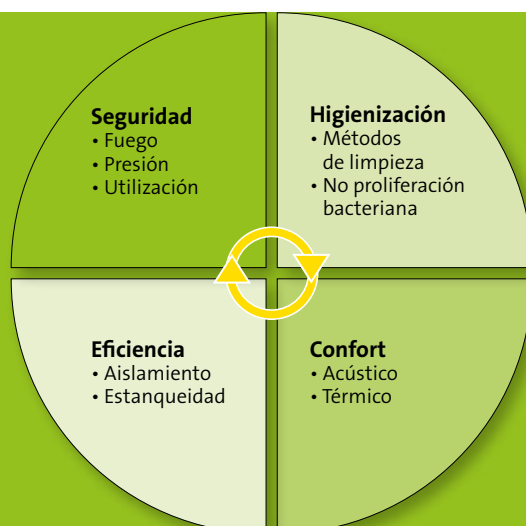 Seguridad
• Fuego
• Presión
• Utilización
Higienización
• Métodos
de limpieza
• No proliferación
bacteriana
Eficiencia
• Aislamiento
• Estanqueidad
Confort
• Acústico
• Térmico